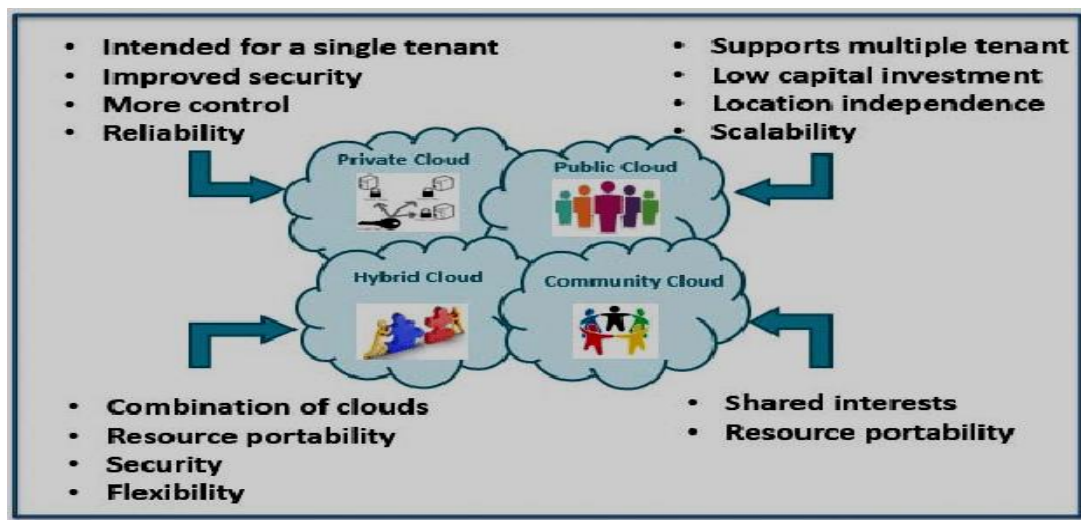 • Intended for a single tenant
• Improved security
• More control
• Reliability
• Supports multiple tenant
• Low capital investment
• Location independence
• Scalability
Private Cloud
Public Cloud
Hybrid Cloud
Community Cloud
• Combination of clouds
• Resource portability
• Security
• Flexibility
• Shared interests
• Resource portability